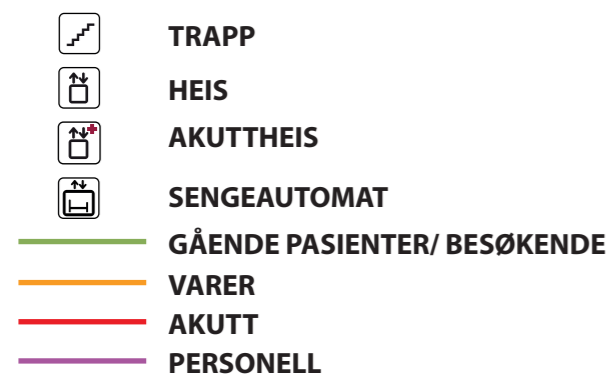 TRAPP
HEIS
AKUTTHEIS
SENGEAUTOMAT
GÅENDE PASIENTER/ BESØKENDE
VARER
AKUTT
PERSONELL